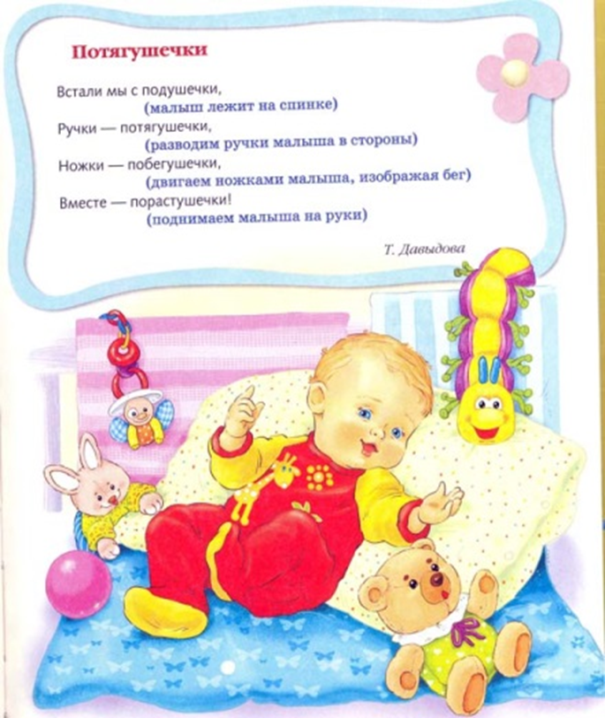 Потягушечки
Встали мы с подушечки,
(малыш лежит на спинке)
Ручки — потягушечки,
(разводим ручки малыша в стороны)
Ножки — побегушечки,
(двигаем ножками малыша, изображая бег)
Вместе — порастушечки!
(поднимаем малыша на руки)
Т. Давыдова